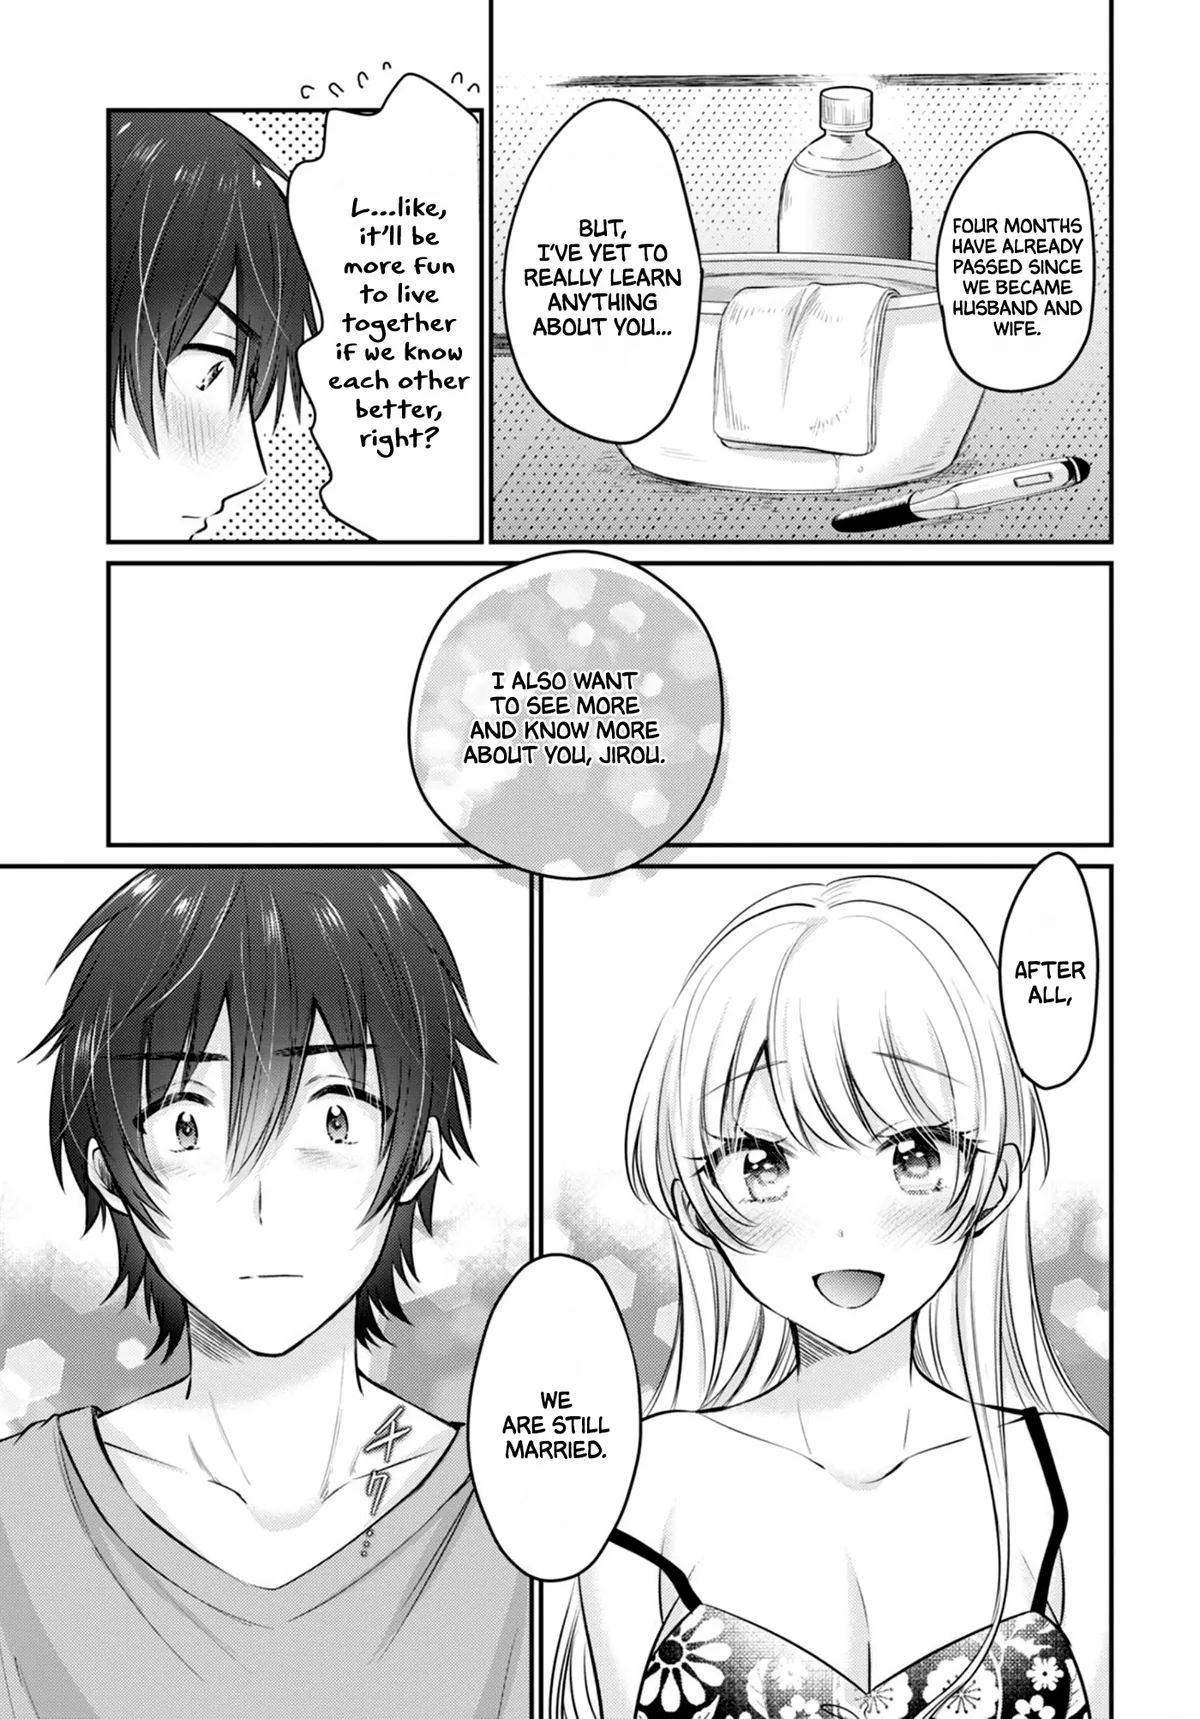 FOUR MONTHS
HAVE ALREADY
PASSED SINCE
WE BECAME
HUSBAND AND
WIFE.
BUT,
I'VE YET TO
REALLY LEARN
ANYTHING
ABOUT YOU...
L...like,
it'll be
more fun
to live
together
if we know
each other
better,
right?
I ALSO WANT
TO SEE MORE
AND KNOW MORE
ABOUT YOU, JIROU.
AFTER
ALL,
WE
ARE STILL
MARRIED.
チク...